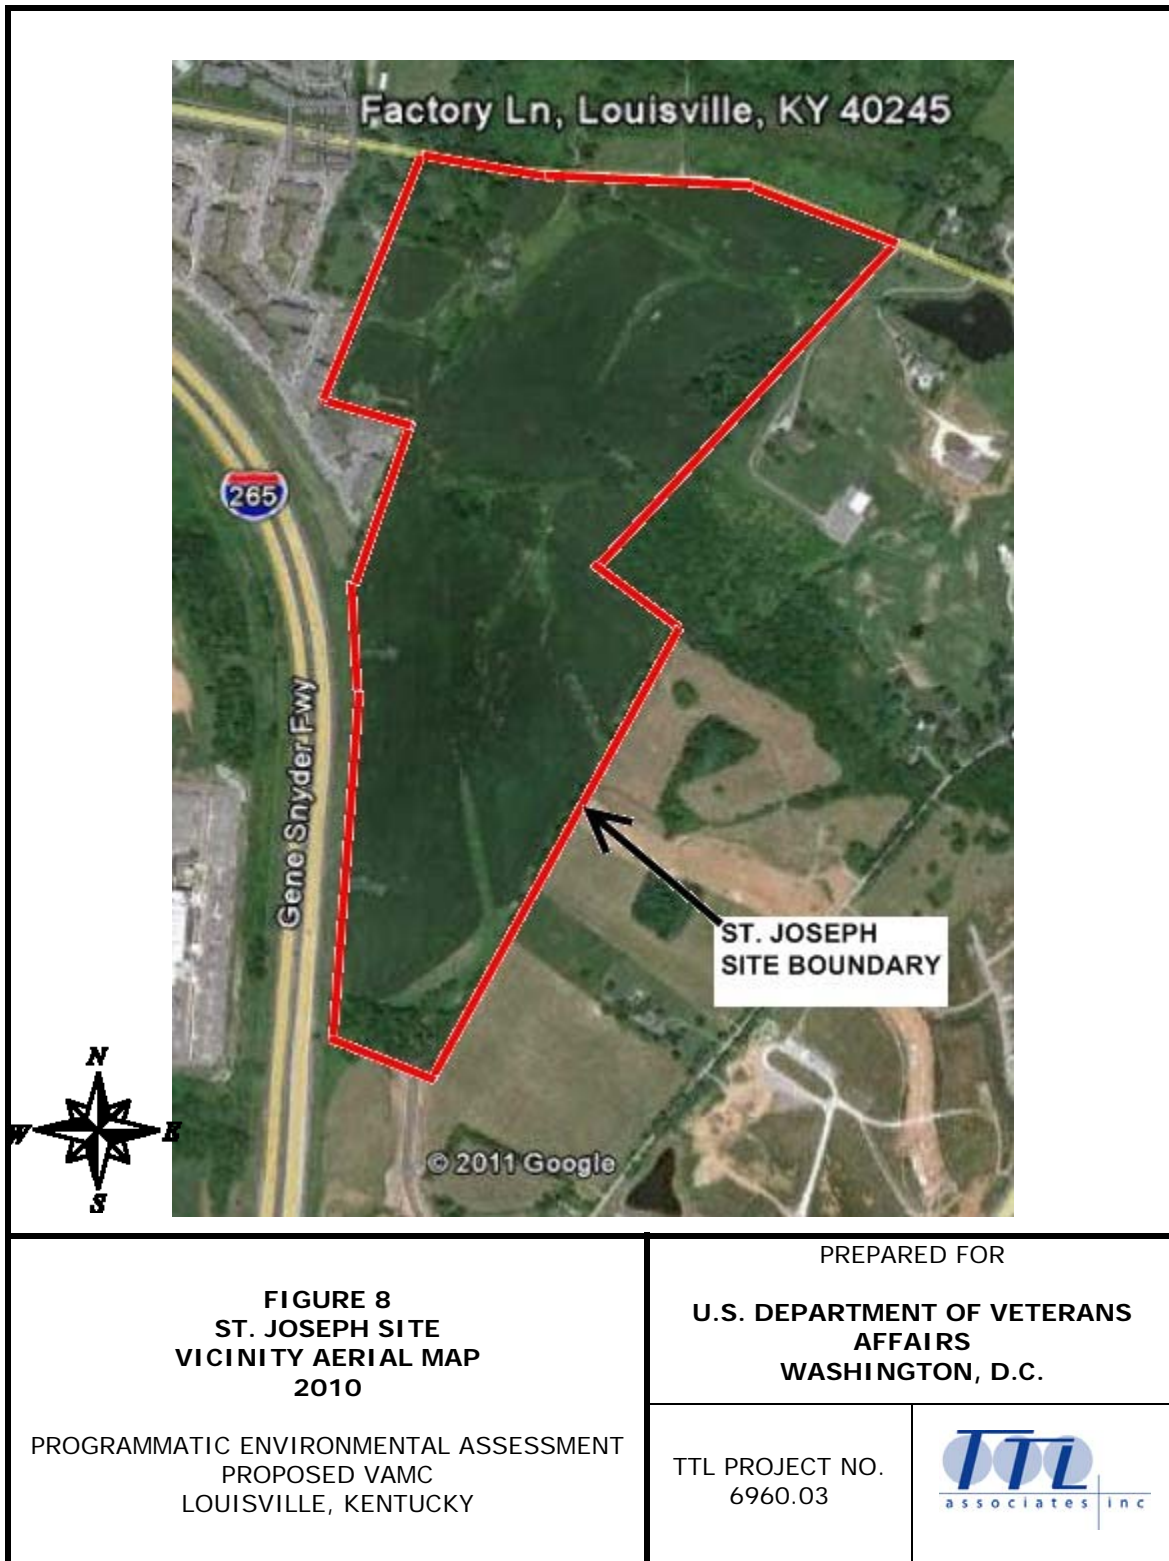 Factory Ln, Louisville, KY 40245
265
Gene Snyder Fwy
ST. JOSEPH
SITE BOUNDARY
N
W
E
S
© 2011 Google
FIGURE 8
ST. JOSEPH SITE
VICINITY AERIAL MAP
2010
PROGRAMMATIC ENVIRONMENTAL ASSESSMENT
PROPOSED VAMC
LOUISVILLE, KENTUCKY
PREPARED FOR
U.S. DEPARTMENT OF VETERANS
AFFAIRS
WASHINGTON, D.C.
TTL PROJECT NO.
6960.03
TTL
associates inc